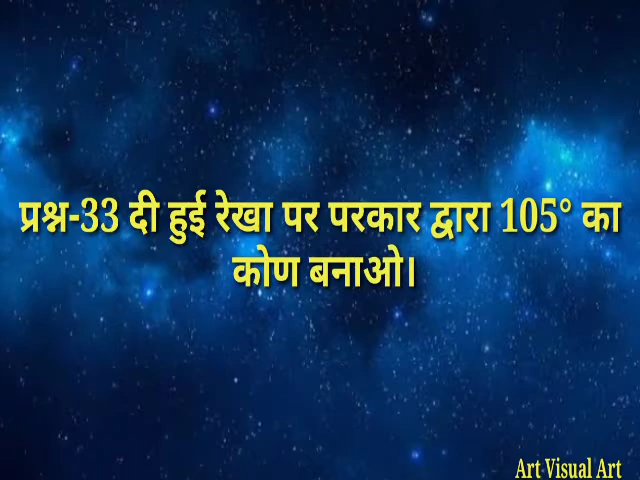 प्रश्न-33 दी हुई रेखा पर परकार द्वारा 105° का
कोण बनाओ।
Art Visual Art